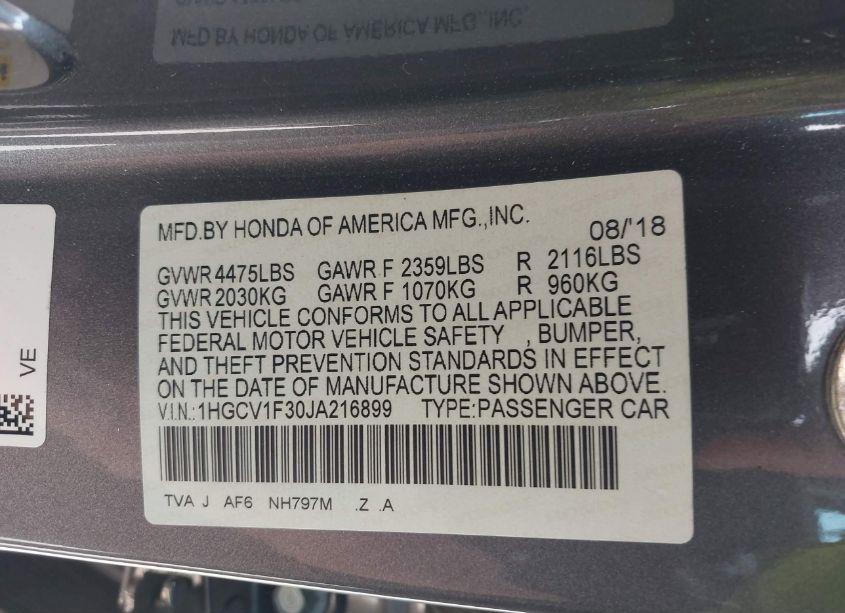 MFD BY HONDA OF AMERICA MFG.,INC.
MFD.BY HONDA OF AMERICA MFG.,INC.
08/'18
GVWR 4475LBS GAWR F 2359LBS R 2116LBS
GVWR 2030KG GAWR F 1070KG R 960KG
THIS VEHICLE CONFORMS TO ALL APPLICABLE
FEDERAL MOTOR VEHICLE SAFETY , BUMPER,
AND THEFT PREVENTION STANDARDS IN EFFECT
ON THE DATE OF MANUFACTURE SHOWN ABOVE.
V.I.N.:1HGCV1F30JA216899 TYPE:PASSENGER CAR
TVA J AF6 NH797M .Z .A
VE